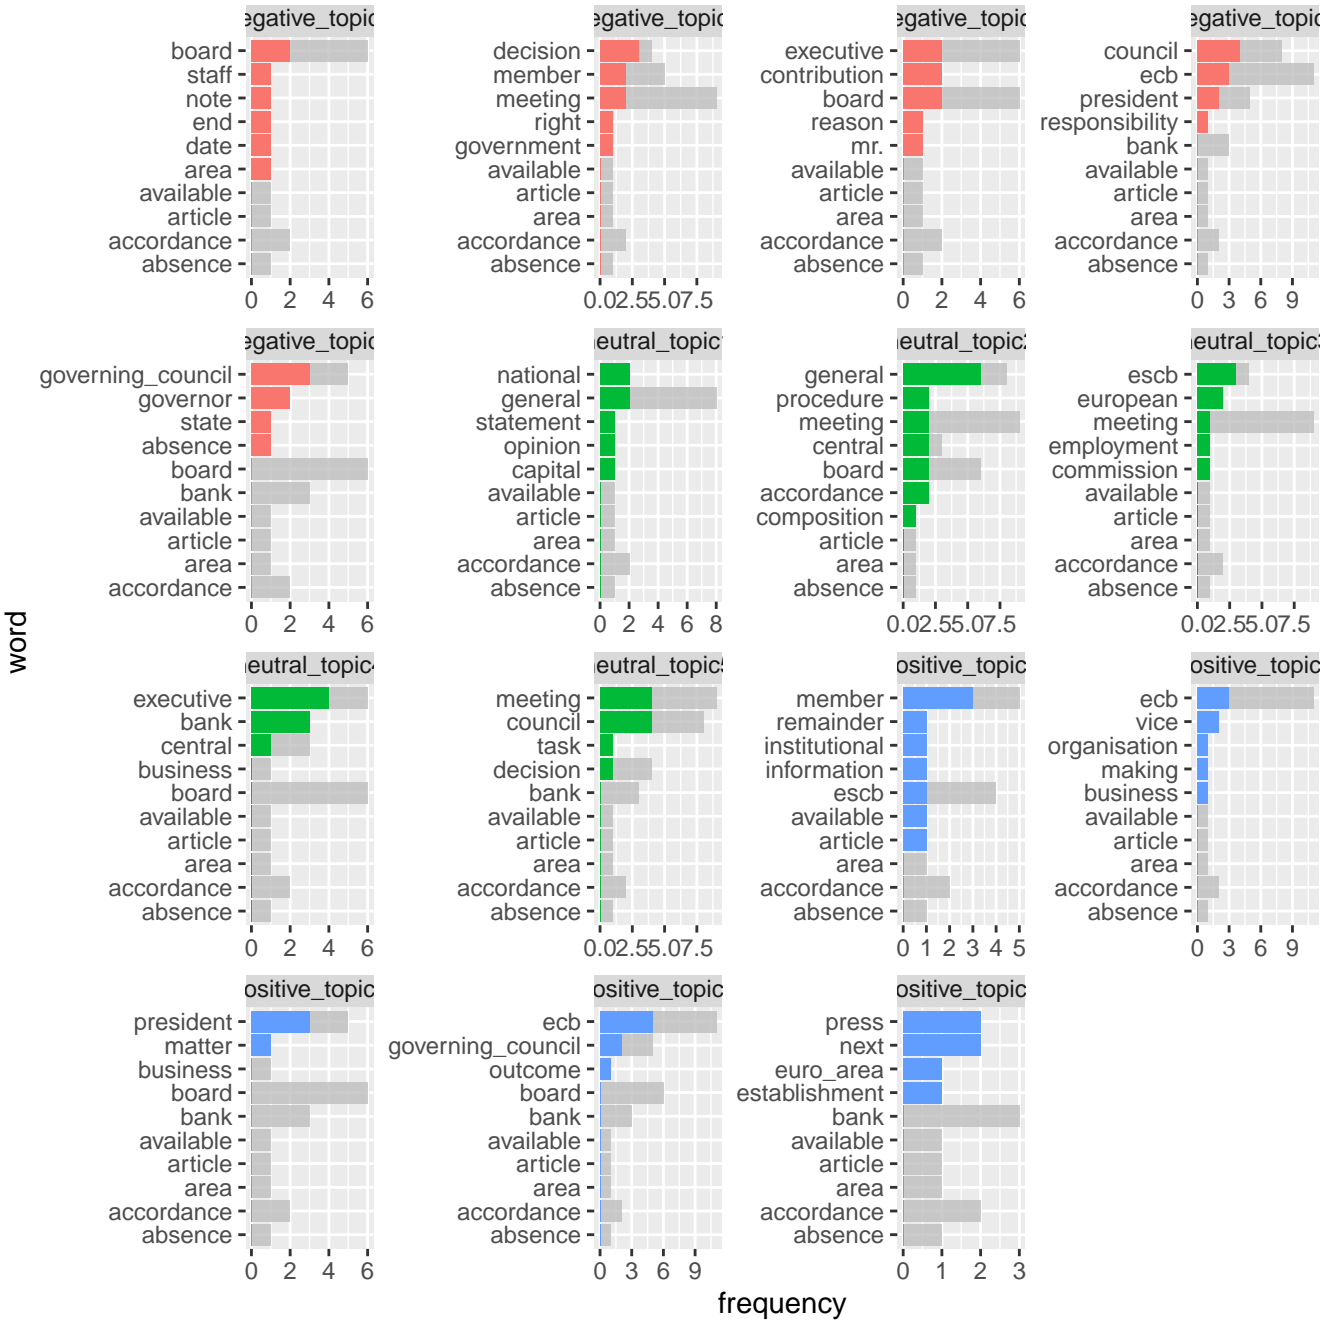 egative_topic
board
staff
note
end
date
area
available
article
accordance
absence
0 2 4 6
egative_topic
decision
member
meeting
right
government
available
article
area
accordance
absence
0.02.55.07.5
egative_topic
executive
contribution
board
reason
mr.
available
article
area
accordance
absence
0 2 4 6
egative_topic
council
ecb
president
responsibility
bank
available
article
area
accordance
absence
0 3 6 9
egative_topic
governing_council
governor
state
absence
board
bank
available
article
area
accordance
0 2 4 6
eutral_topic1
national
general
statement
opinion
capital
available
article
area
accordance
absence
0 2 4 6 8
eutral_topic2
general
procedure
meeting
central
board
accordance
composition
article
area
absence
0.02.55.07.5
eutral_topic3
escb
european
meeting
employment
commission
available
article
area
accordance
absence
0.02.55.07.5
word
eutral_topic4
executive
bank
central
business
board
available
article
area
accordance
absence
0 2 4 6
eutral_topic5
meeting
council
task
decision
bank
available
article
area
accordance
absence
0.02.55.07.5
ositive_topic
member
remainder
institutional
information
escb
available
article
area
accordance
absence
0 1 2 3 4 5
ositive_topic
ecb
vice
organisation
making
business
available
article
area
accordance
absence
0 3 6 9
ositive_topic
president
matter
business
board
bank
available
article
area
accordance
absence
0 2 4 6
ositive_topic
ecb
governing_council
outcome
board
bank
available
article
area
accordance
absence
0 3 6 9
ositive_topic
press
next
euro_area
establishment
bank
available
article
area
accordance
absence
0 1 2 3
frequency